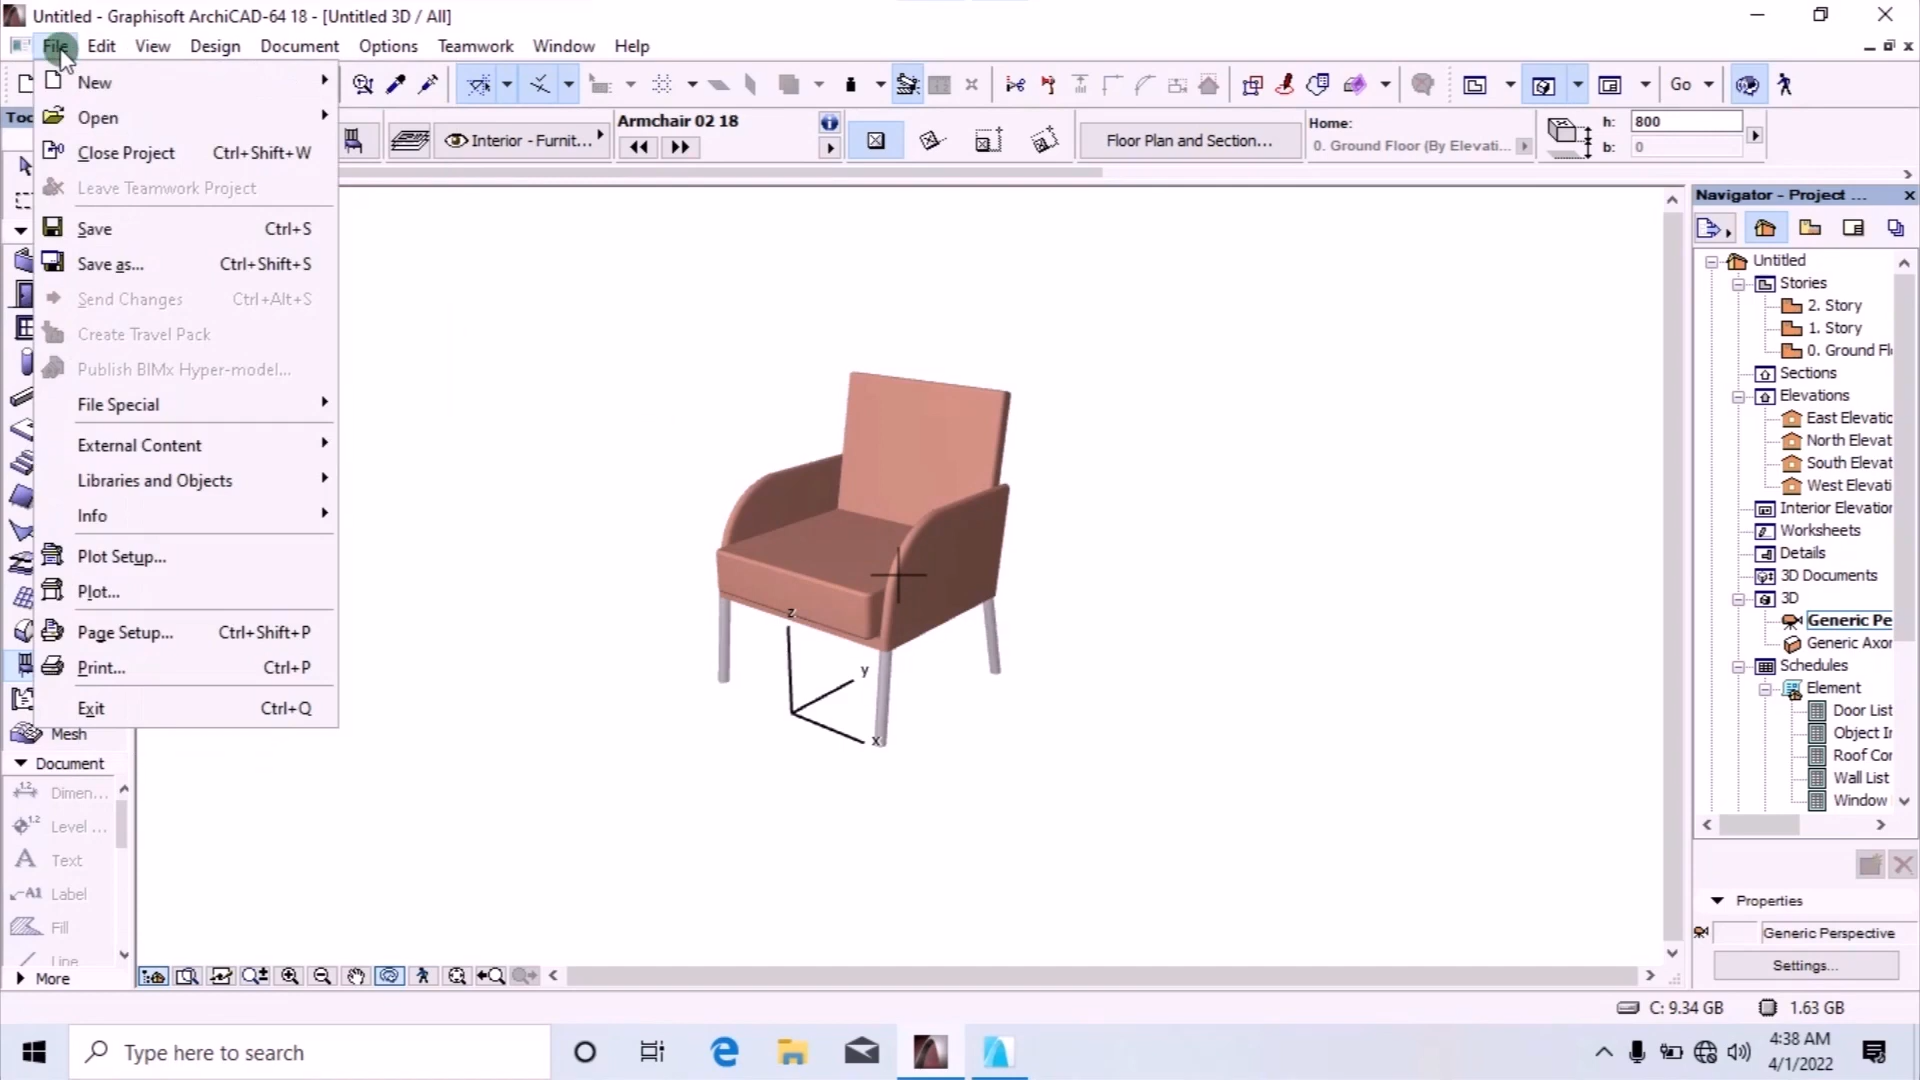 Untitled - Graphisoft ArchiCAD-64 18 - [Untitled 3D / All]
File Edit View Design Document Options Teamwork Window Help
New
Open
Close Project Ctrl+Shift+W
Leave Teamwork Project
Save Ctrl+S
Save as... Ctrl+Shift+S
Send Changes Ctrl+Alt+S
Create Travel Pack
Publish BIMx Hyper-model...
File Special
External Content
Libraries and Objects
Info
Plot Setup...
Plot...
Page Setup... Ctrl+Shift+P
Print... Ctrl+P
Exit Ctrl+Q
Go
Too
Interior - Furnit...
Armchair 02 18
Floor Plan and Section...
Home:
0. Ground Floor (By Elevati...
h: 800
b: 0
Mesh
Document
Dimen...
Level ...
Text
A1 Label
Fill
Line
More
z
y
x
Navigator - Project ...
Untitled
Stories
2. Story
1. Story
0. Ground Fl
Sections
Elevations
East Elevatic
North Elevat
South Elevat
West Elevati
Interior Elevatior
Worksheets
Details
3D Documents
3D
Generic Pe
Generic Axor
Schedules
Element
Door List
Object Ir
Roof Cor
Wall List
Window
Properties
Generic Perspective
Settings...
C: 9.34 GB 1.63 GB
Type here to search
4:38 AM
4/1/2022